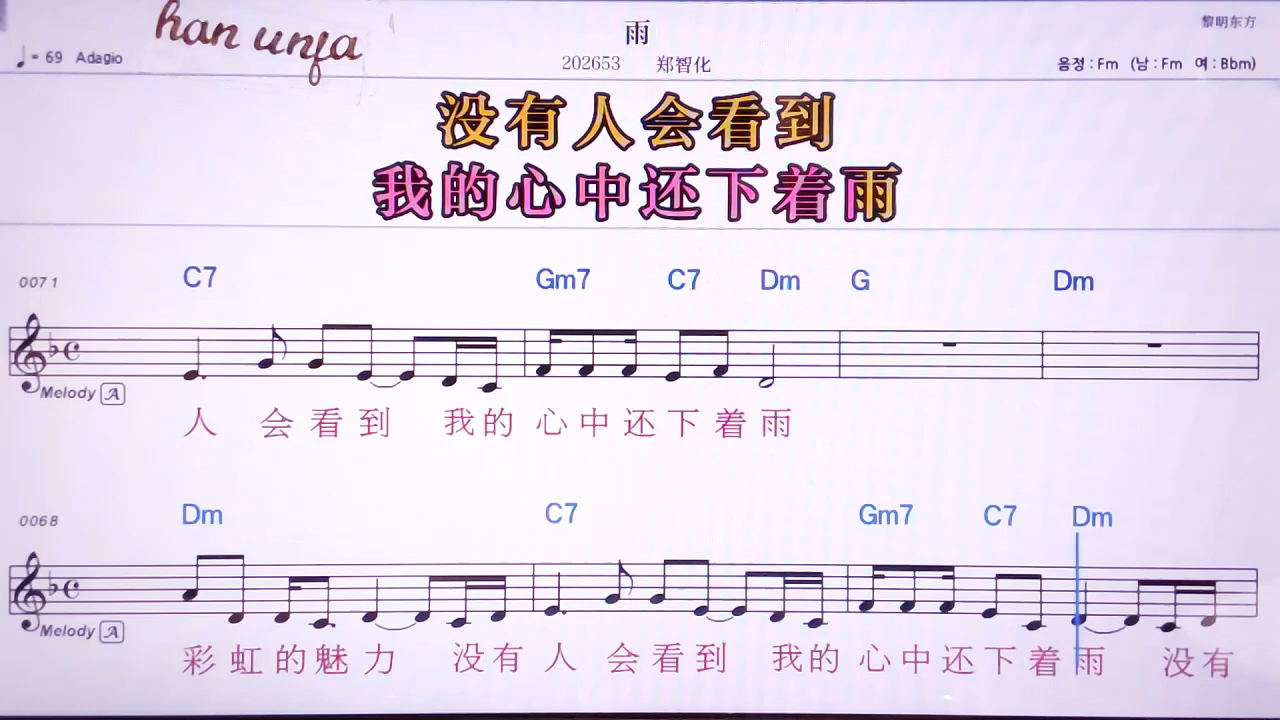 han unfa
雨
黎明东方
♩= 69 Adagio
202653 郑智化
음정 : Fm (남 : Fm 여 : Bbm)
没有人会看到
我的心中还下着雨
0071
C7 Gm7 C7 Dm G Dm
Melody A
人 会看到 我的 心中还下着雨
0068
Dm C7 Gm7 C7 Dm
Melody A
彩虹的魅力 没有 人 会看到 我的 心中还下着雨 没有